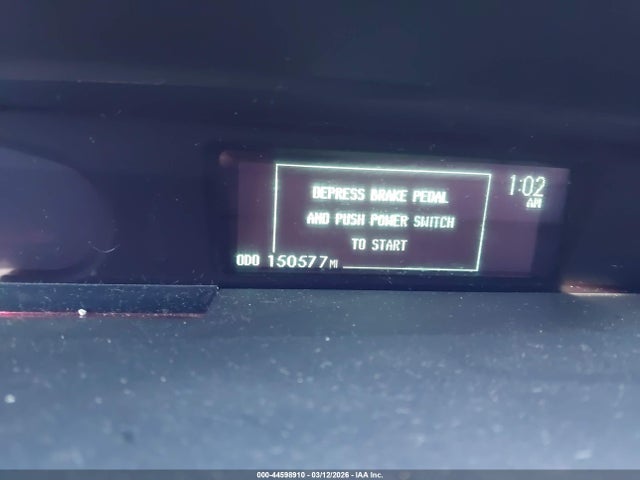 DEPRESS BRAKE PEDAL
AND PUSH POWER SWITCH
TO START
1:02
AM
ODO 150577 MI
000-44598910 - 03/12/2026 - IAA Inc.